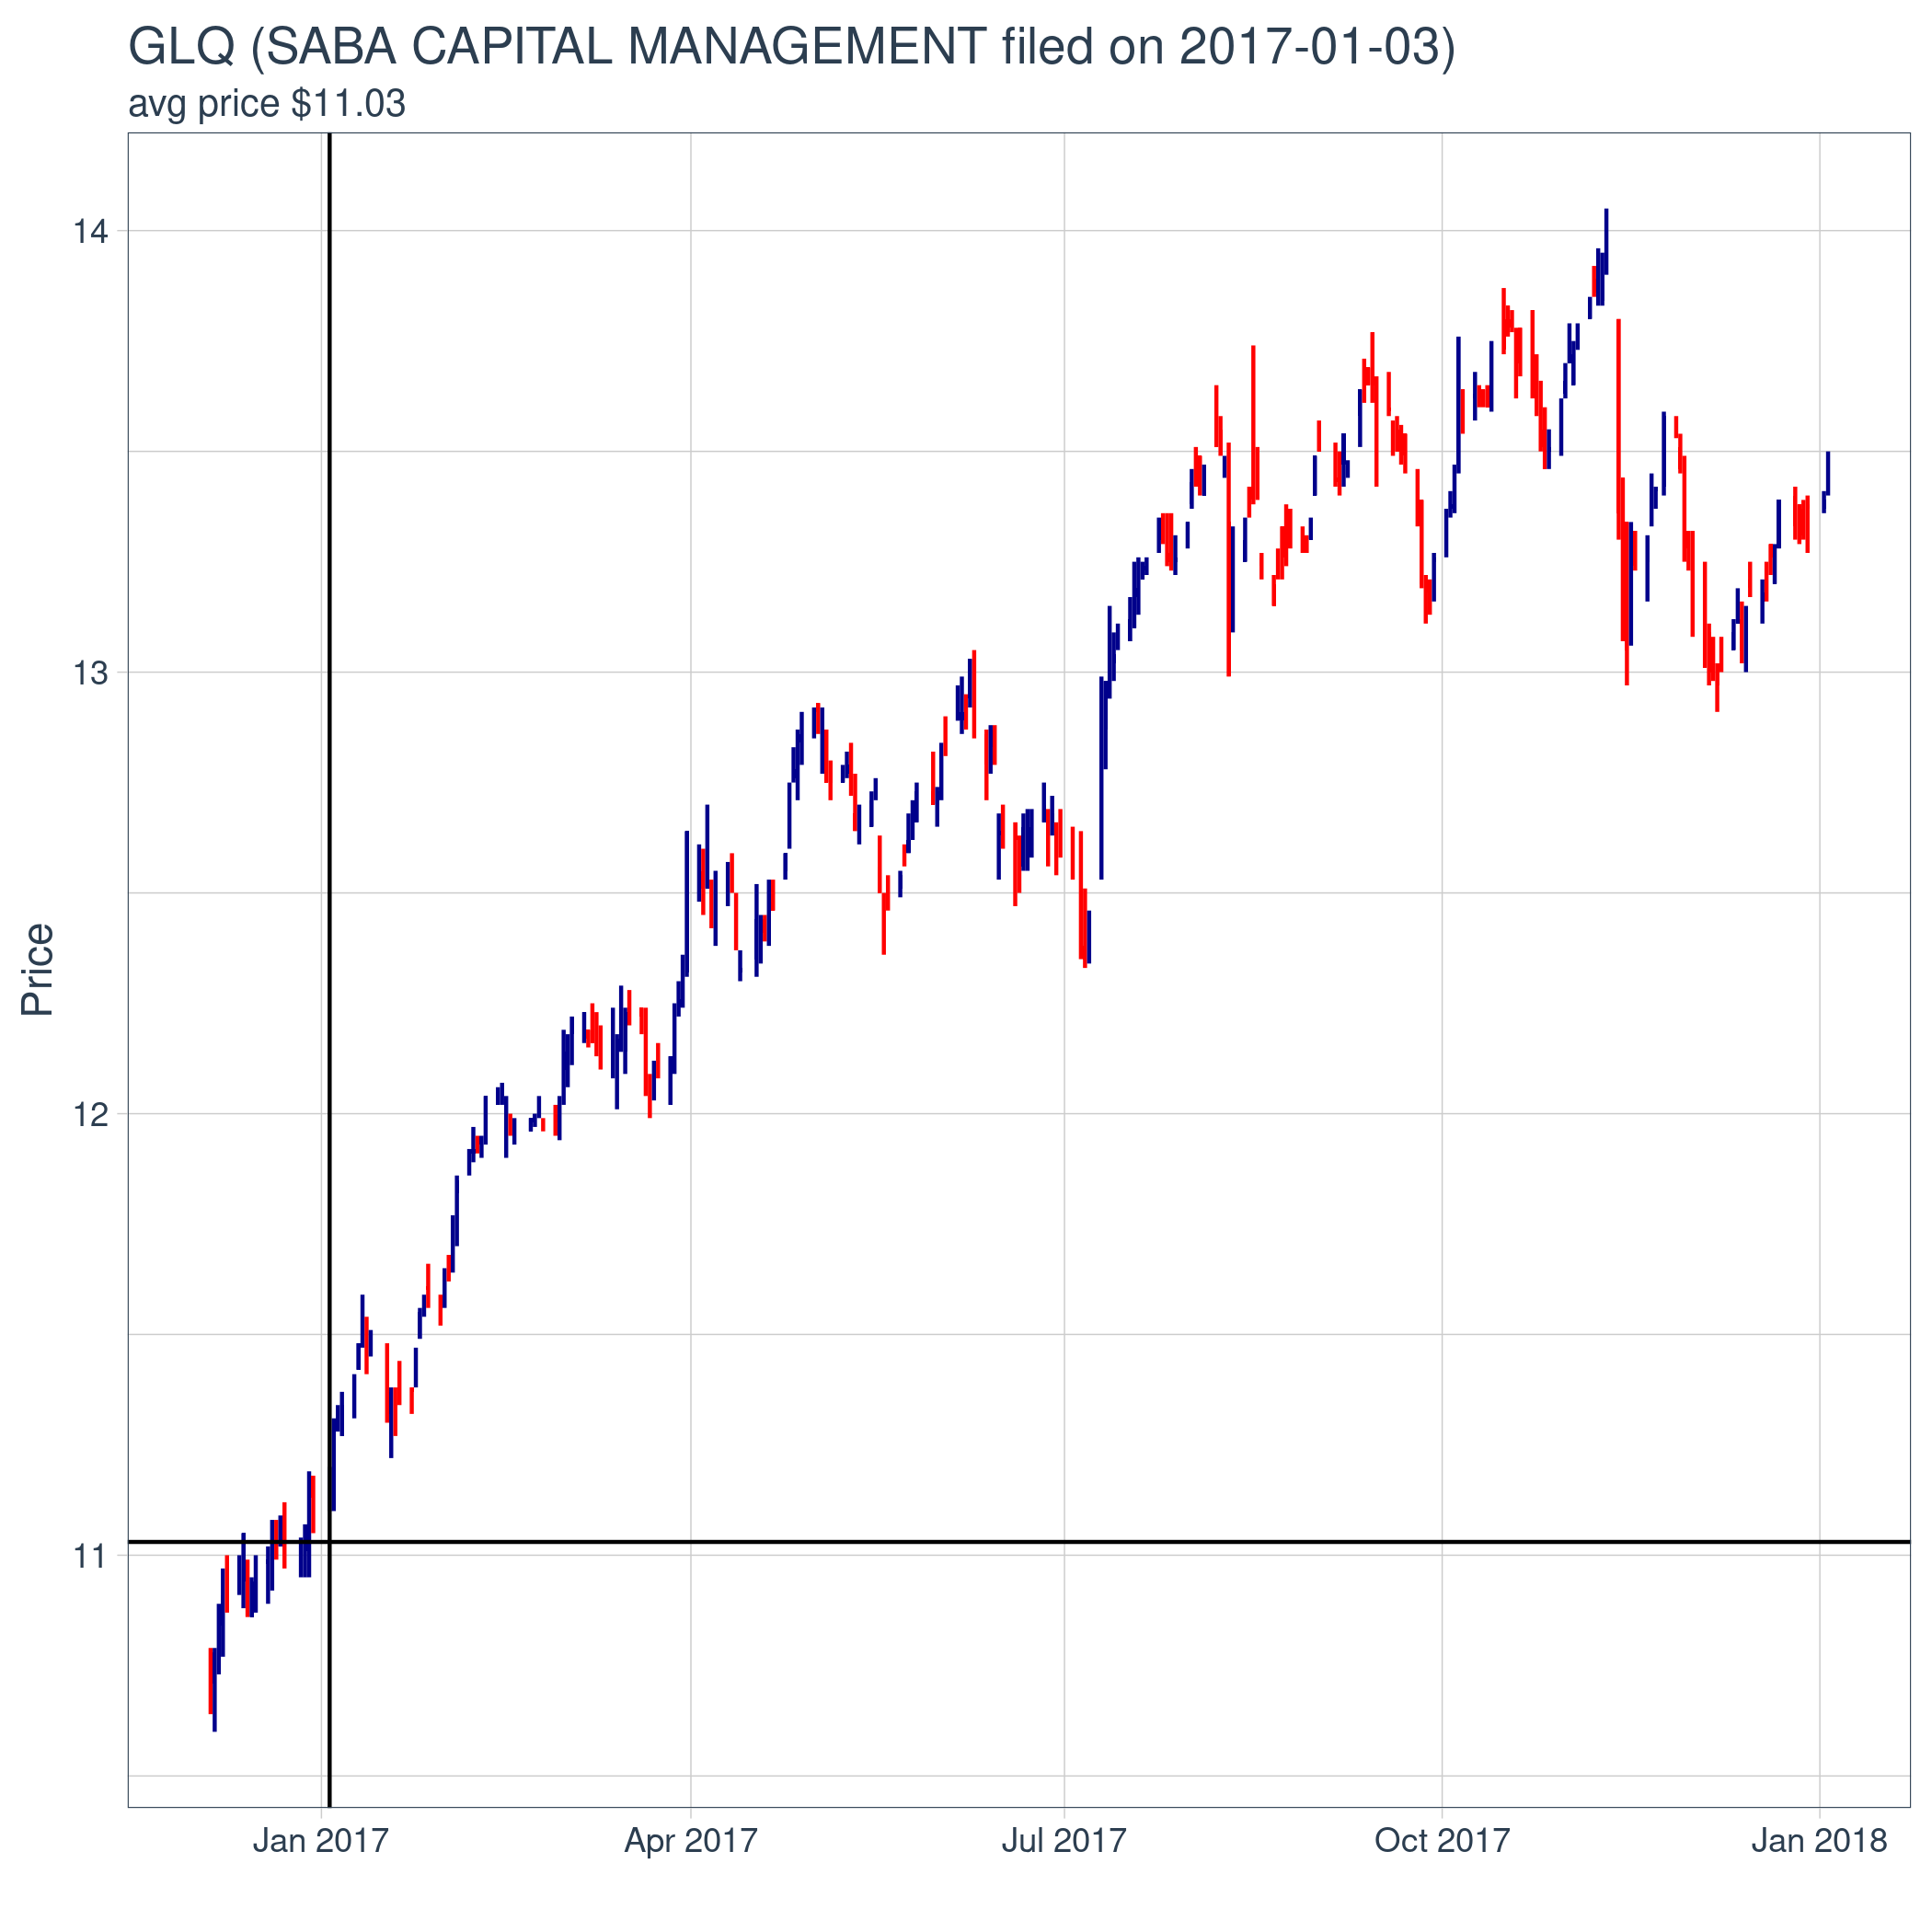 GLQ (SABA CAPITAL MANAGEMENT filed on 2017-01-03)
avg price $11.03
14
13
12
11
Price
Jan 2017
Apr 2017
Jul 2017
Oct 2017
Jan 2018